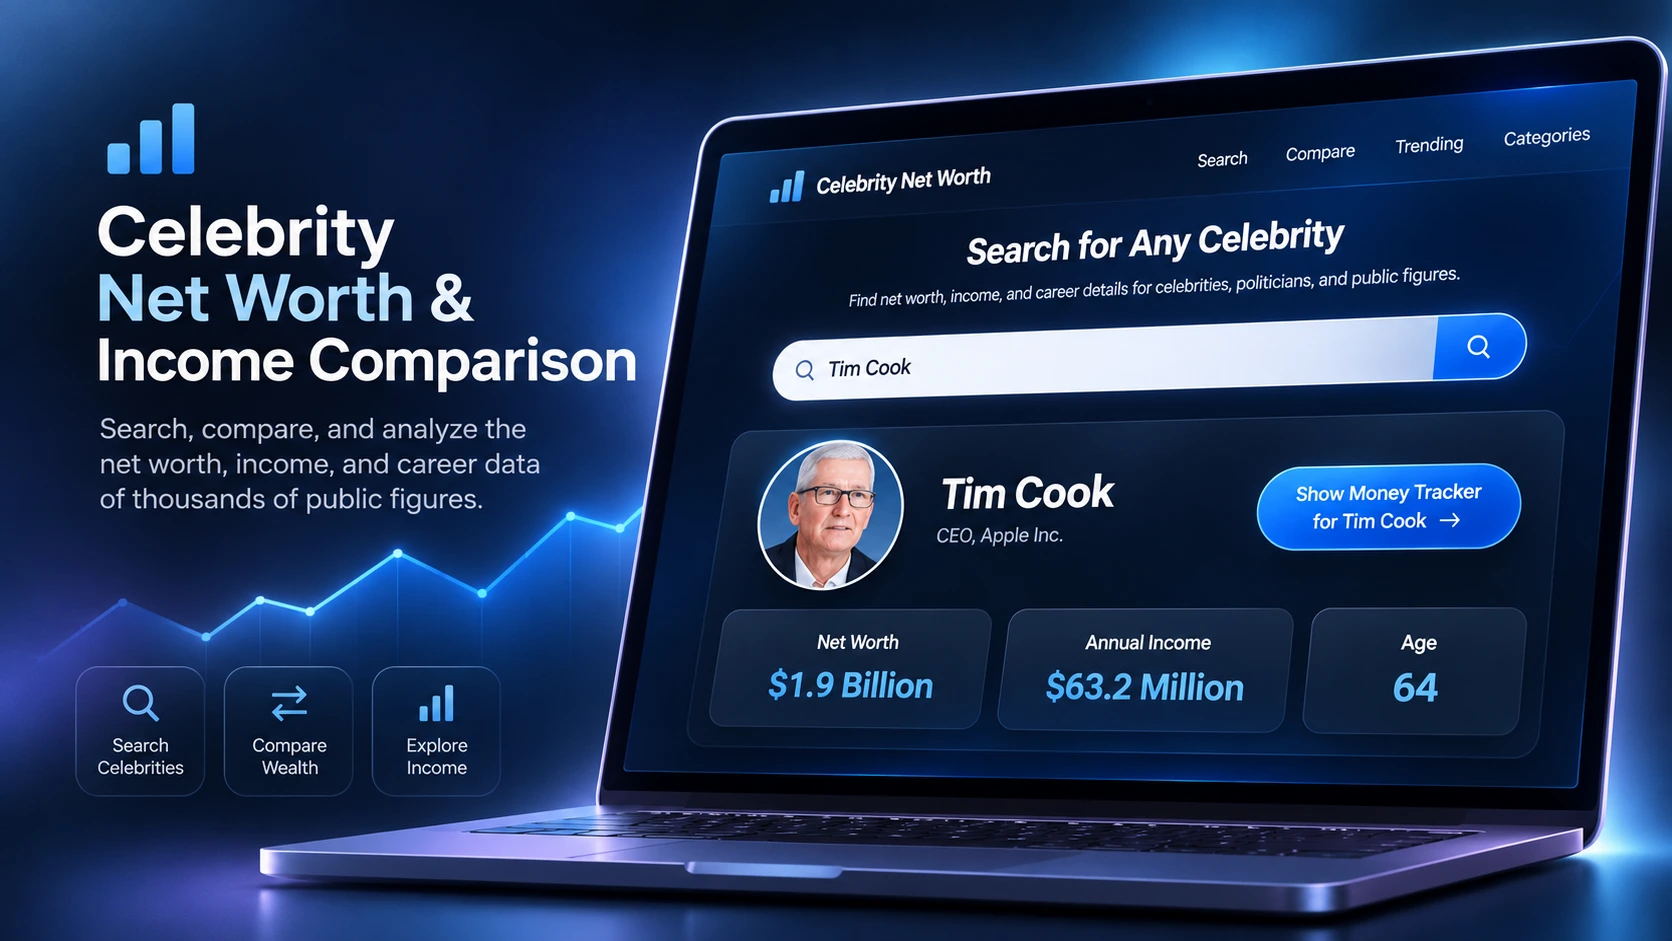 Celebrity
Net Worth &
Income Comparison
Search, compare, and analyze the
net worth, income, and career data
of thousands of public figures.
Search
Celebrities
Compare
Wealth
Explore
Income
Celebrity Net Worth
Search
Compare
Trending
Categories
Search for Any Celebrity
Find net worth, income, and career details for celebrities, politicians, and public figures.
Tim Cook
Tim Cook
CEO, Apple Inc.
Show Money Tracker
for Tim Cook →
Net Worth
$1.9 Billion
Annual Income
$63.2 Million
Age
64